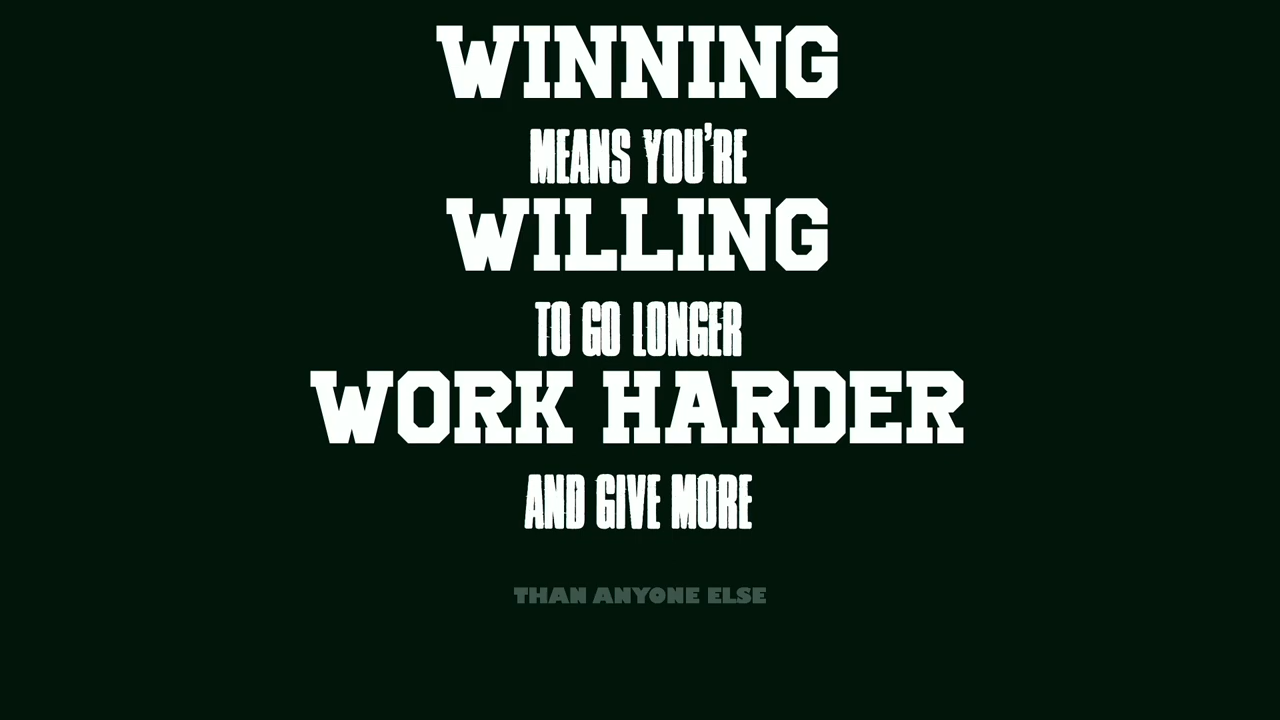 WINNING
MEANS YOU'RE
WILLING
TO GO LONGER
WORK HARDER
AND GIVE MORE
THAN ANYONE ELSE